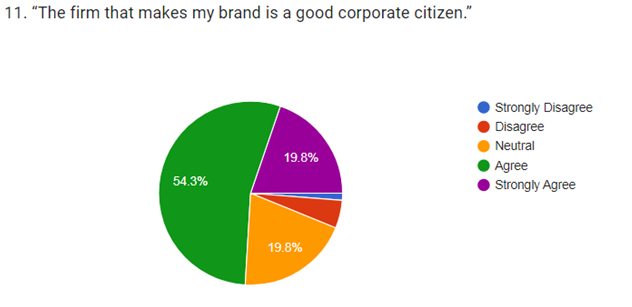 11. “The firm that makes my brand is a good corporate citizen.”
Strongly Disagree
Disagree
Neutral
Agree
Strongly Agree
19.8%
54.3%
19.8%